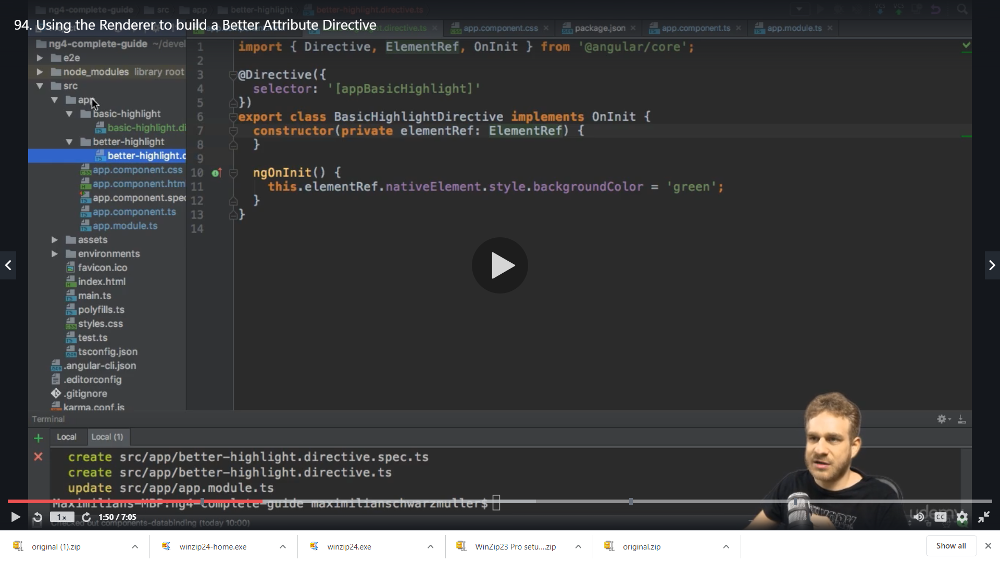 ng4-complete-guide src app better-highlight better-highlight.directive.ts
94. Using the Renderer to build a Better Attribute Directive
app.component.css
package.json
app.component.ts
app.module.ts
ng4-complete-guide ~/devel
e2e
node_modules library root
src
app
basic-highlight
basic-highlight.di
better-highlight
better-highlight.d
app.component.css
app.component.htm
app.component.spec
app.component.ts
app.module.ts
assets
environments
favicon.ico
index.html
main.ts
polyfills.ts
styles.css
test.ts
tsconfig.json
.angular-cli.json
.editorconfig
.gitignore
karma.conf.js
1 import { Directive, ElementRef, OnInit } from '@angular/core';
2
3 @Directive({
4 selector: '[appBasicHighlight]'
5 })
6 export class BasicHighlightDirective implements OnInit {
7 constructor(private elementRef: ElementRef) {
8 }
9
10 ngOnInit() {
11 this.elementRef.nativeElement.style.backgroundColor = 'green';
12 }
13 }
14
Terminal
Local Local (1)
create src/app/better-highlight.directive.spec.ts
create src/app/better-highlight.directive.ts
update src/app/app.module.ts
Maximilians-MBP:ng4-complete-guide maximilianschwarzmuller$
1x 1:50 / 7:05
Checked out components-databinding (today 10:00)
udemy
CC
original (1).zip
winzip24-home.exe
winzip24.exe
WinZip23 Pro setu....zip
original.zip
Show all